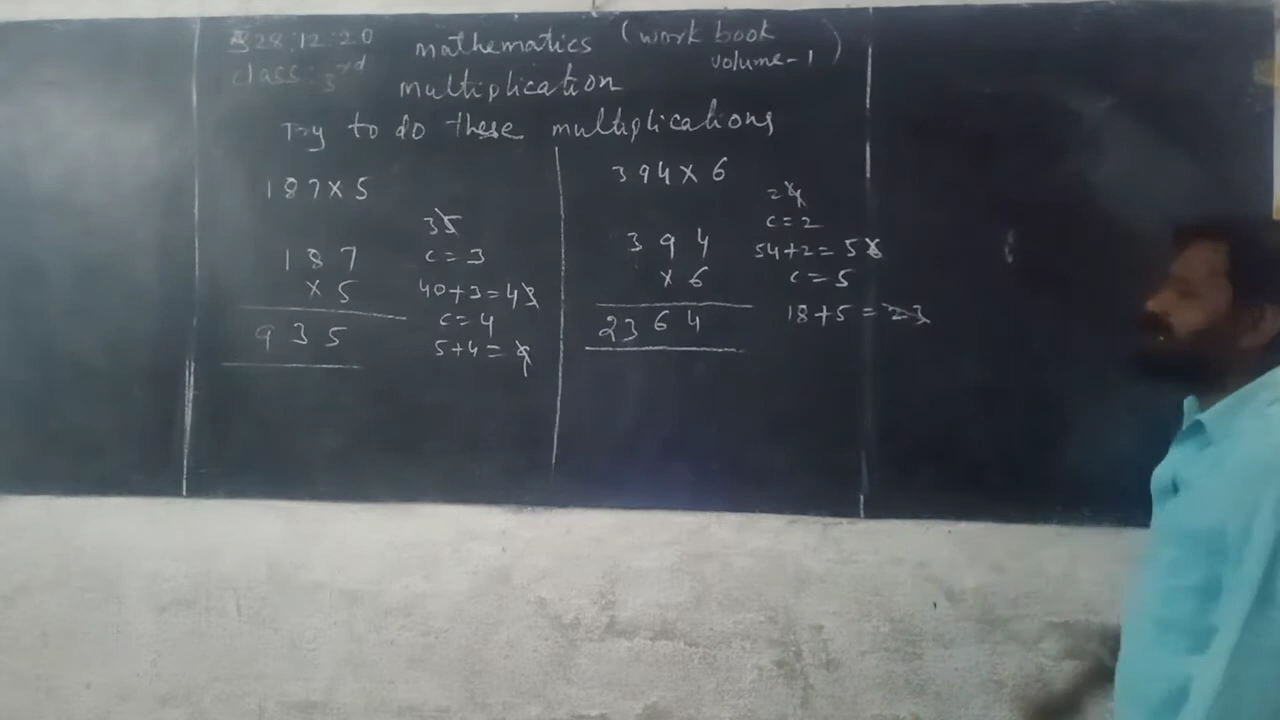 28:12:20
mathematics (work book
volume-1)
class: 3rd
multiplication
Try to do these multiplications
187×5
35
c=3
187
×5
40+3=43
c=4
935
5+4=9
394×6
=24
c=2
394
54+2=56
×6
c=5
18+5=23
2364